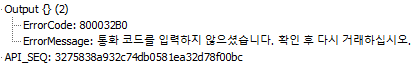 Output {} (2)
ErrorCode: 800032B0
ErrorMessage: 통화 코드를 입력하지 않으셨습니다. 확인 후 다시 거래하십시오.
API_SEQ: 3275838a932c74db0581ea32d78f00bc